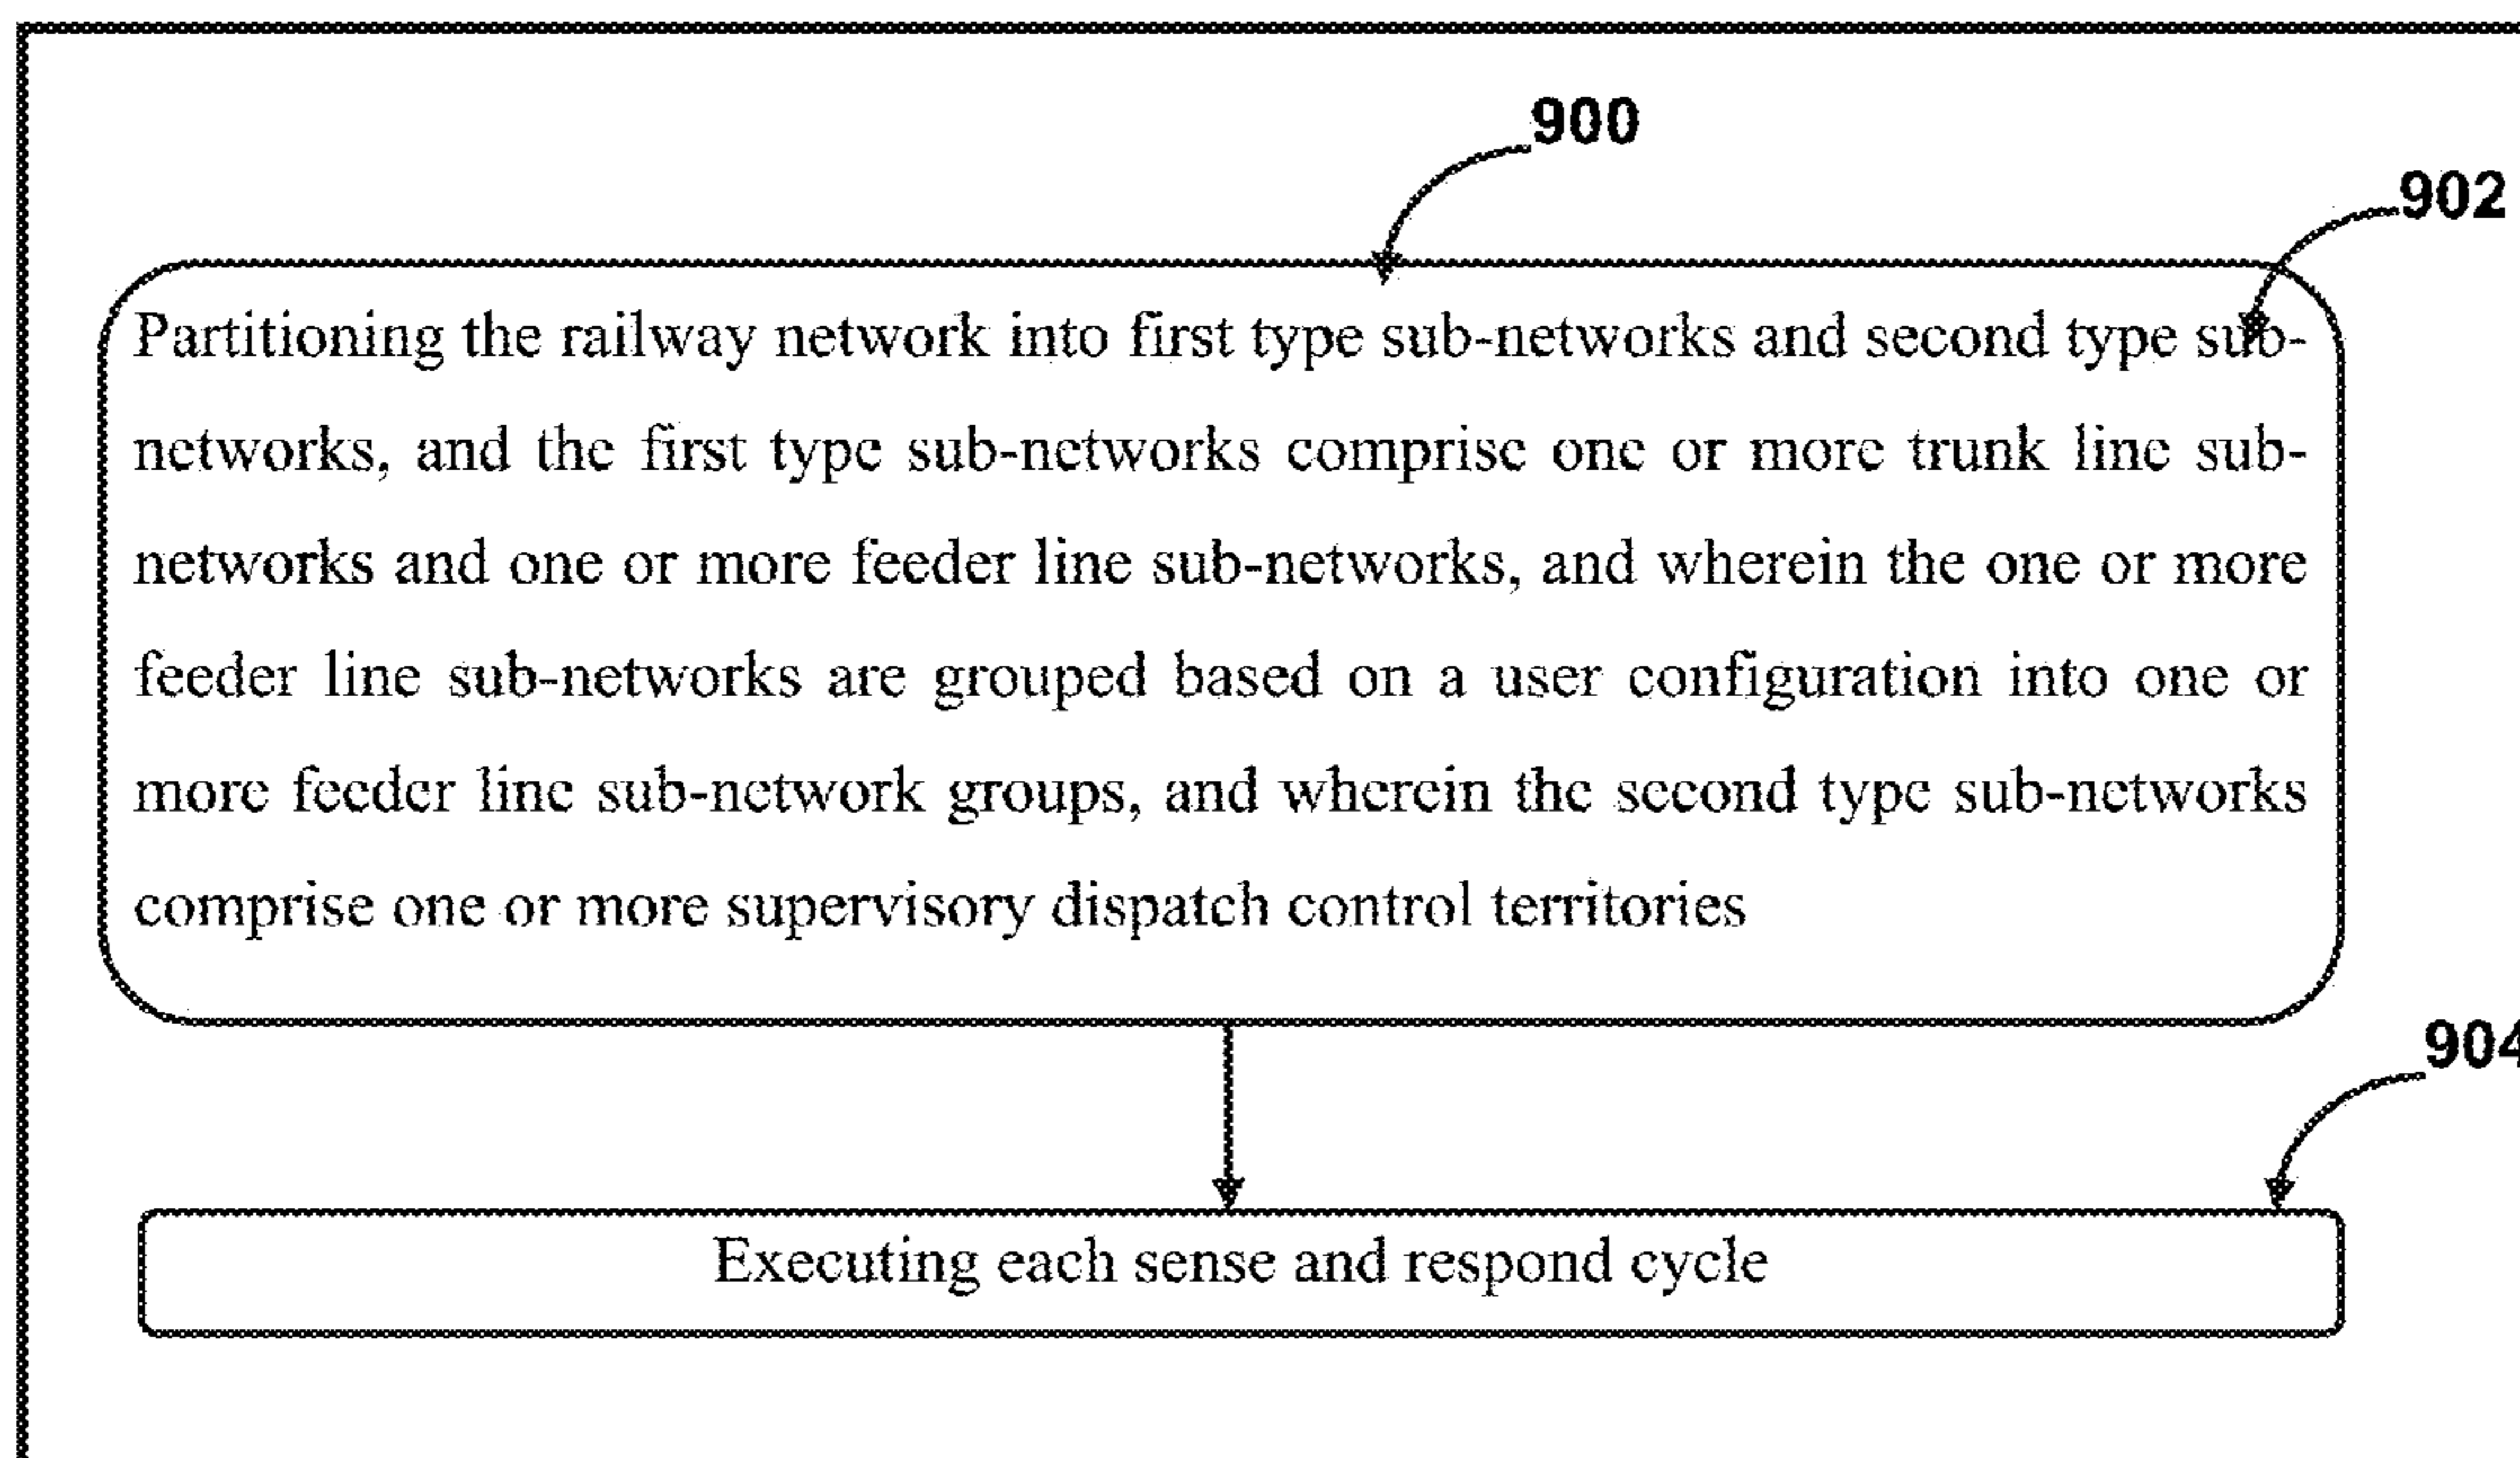 900
902
Partitioning the railway network into first type sub-networks and second type sub-
networks, and the first type sub-networks comprise one or more trunk line sub-
networks and one or more feeder line sub-networks, and wherein the one or more
feeder line sub-networks are grouped based on a user configuration into one or
more feeder line sub-network groups, and wherein the second type sub-networks
comprise one or more supervisory dispatch control territories
904
Executing each sense and respond cycle